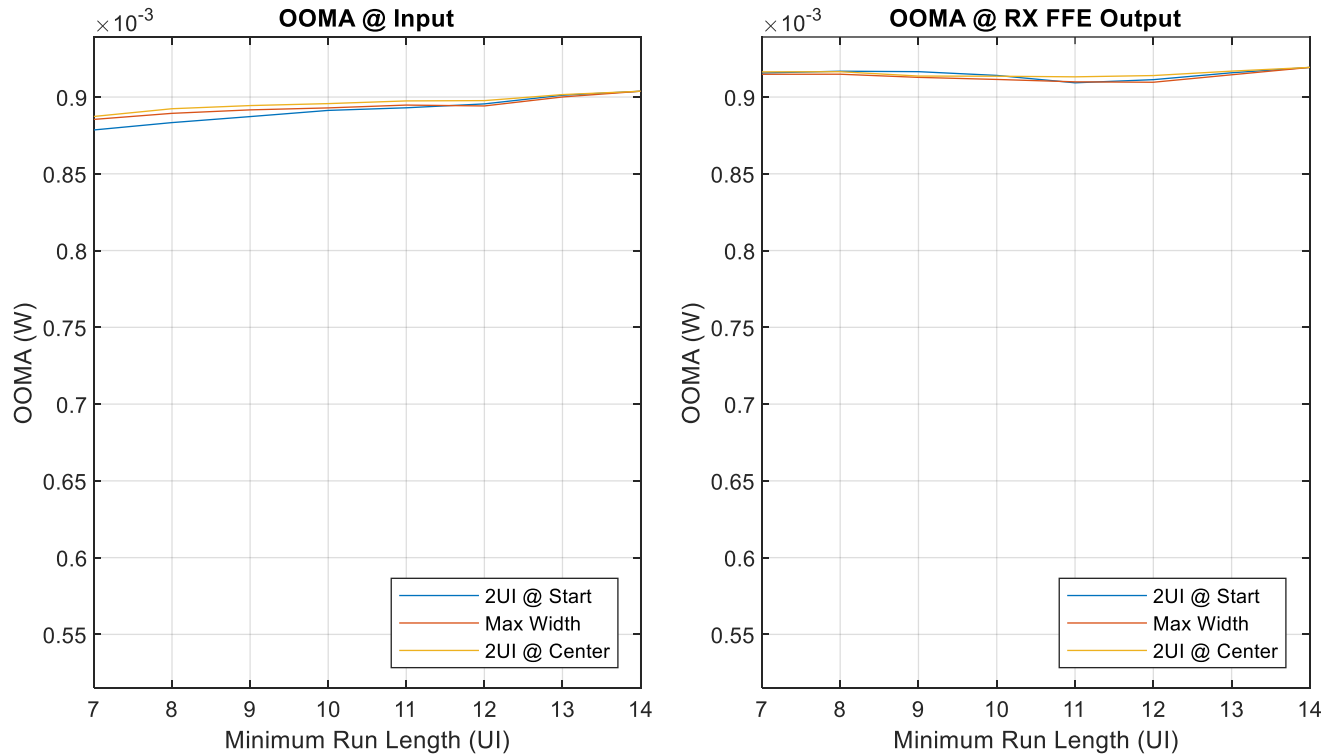 OOMA @ Input
×10-3
0.9
0.85
0.8
0.75
0.7
0.65
0.6
0.55
OOMA (W)
7 8 9 10 11 12 13 14
Minimum Run Length (UI)
2UI @ Start
Max Width
2UI @ Center
OOMA @ RX FFE Output
×10-3
0.9
0.85
0.8
0.75
0.7
0.65
0.6
0.55
OOMA (W)
7 8 9 10 11 12 13 14
Minimum Run Length (UI)
2UI @ Start
Max Width
2UI @ Center